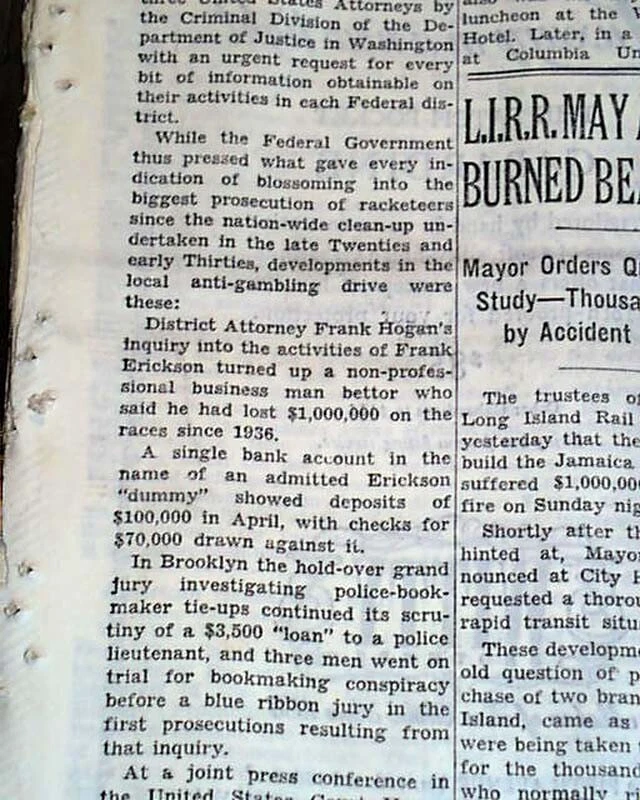 three United States Attorneys by
the Criminal Division of the De-
partment of Justice in Washington
with an urgent request for every
bit of information obtainable on
their activities in each Federal dis-
trict.
While the Federal Government
thus pressed what gave every in-
dication of blossoming into the
biggest prosecution of racketeers
since the nation-wide clean-up un-
dertaken in the late Twenties and
early Thirties, developments in the
local anti-gambling drive were
these:
District Attorney Frank Hogan's
inquiry into the activities of Frank
Erickson turned up a non-profes-
sional business man bettor who
said he had lost $1,000,000 on the
races since 1936.
A single bank account in the
name of an admitted Erickson
"dummy" showed deposits of
$100,000 in April, with checks for
$70,000 drawn against it.
In Brooklyn the hold-over grand
jury investigating police-book-
maker tie-ups continued its scru-
tiny of a $3,500 "loan" to a police
lieutenant, and three men went on
trial for bookmaking conspiracy
before a blue ribbon jury in the
first prosecutions resulting from
that inquiry.
At a joint press conference in
the United States
luncheon at the
Hotel. Later, in a
at Columbia Un
L.I.R.R. MAY
BURNED BE
Mayor Orders Q
Study—Thousa
by Accident
The trustees of
Long Island Rail
yesterday that the
build the Jamaica
suffered $1,000,00
fire on Sunday nig
Shortly after th
hinted at, Mayo
nounced at City
requested a thorou
rapid transit situ
These developme
old question of p
chase of two bran
Island, came as
were being taken
for the thousand
who normally ri